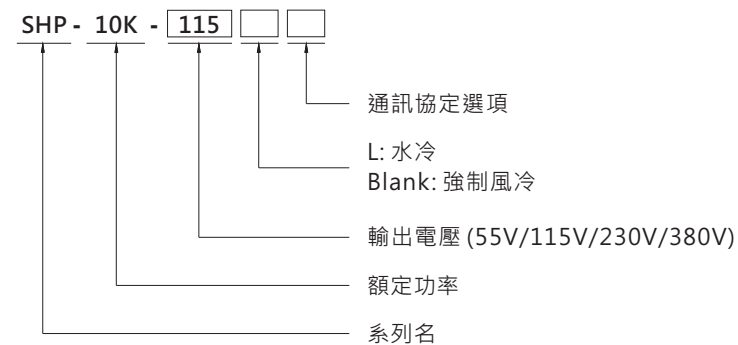 SHP - 10K - 115
通訊協定選項
L: 水冷
Blank: 強制風冷
輸出電壓 (55V/115V/230V/380V)
額定功率
系列名